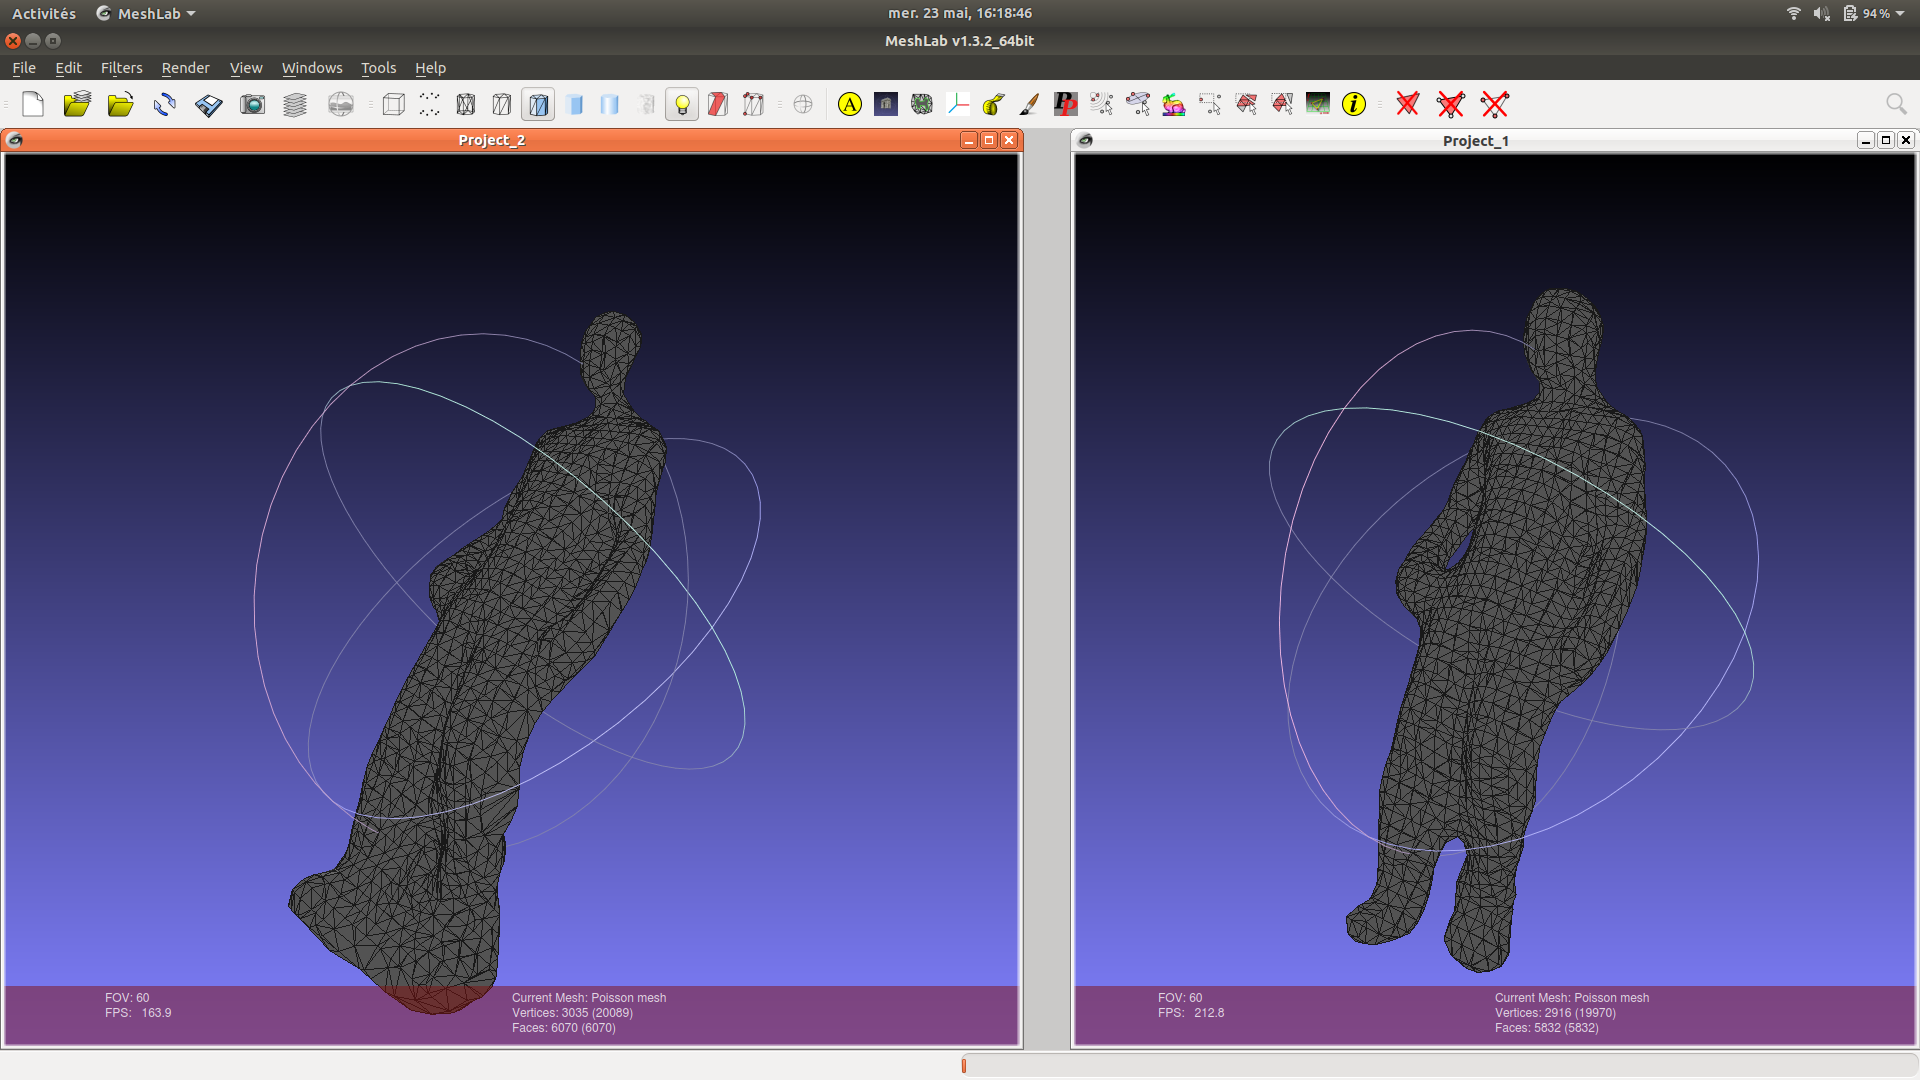 Activités MeshLab mer. 23 mai, 16:18:46 94 %
MeshLab v1.3.2_64bit
File Edit Filters Render View Windows Tools Help
A PP i
Project_2
Project_1
FOV: 60
FPS: 163.9
Current Mesh: Poisson mesh
Vertices: 3035 (20089)
Faces: 6070 (6070)
FOV: 60
FPS: 212.8
Current Mesh: Poisson mesh
Vertices: 2916 (19970)
Faces: 5832 (5832)